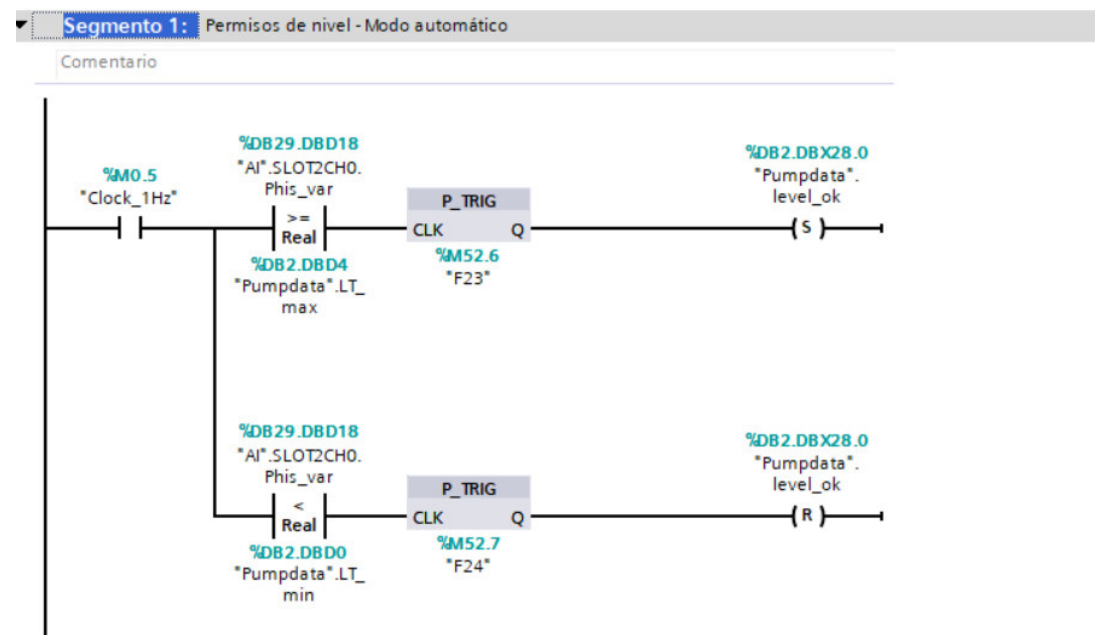 Segmento 1: Permisos de nivel - Modo automático
Comentario
%M0.5
"Clock_1Hz"
%DB29.DBD18
"AI".SLOT2CH0.
Phis_var
>=
Real
%DB2.DBD4
"Pumpdata".LT_
max
P_TRIG
CLK Q
%M52.6
"F23"
%DB2.DBX28.0
"Pumpdata".
level_ok
S
%DB29.DBD18
"AI".SLOT2CH0.
Phis_var
<
Real
%DB2.DBD0
"Pumpdata".LT_
min
P_TRIG
CLK Q
%M52.7
"F24"
%DB2.DBX28.0
"Pumpdata".
level_ok
R